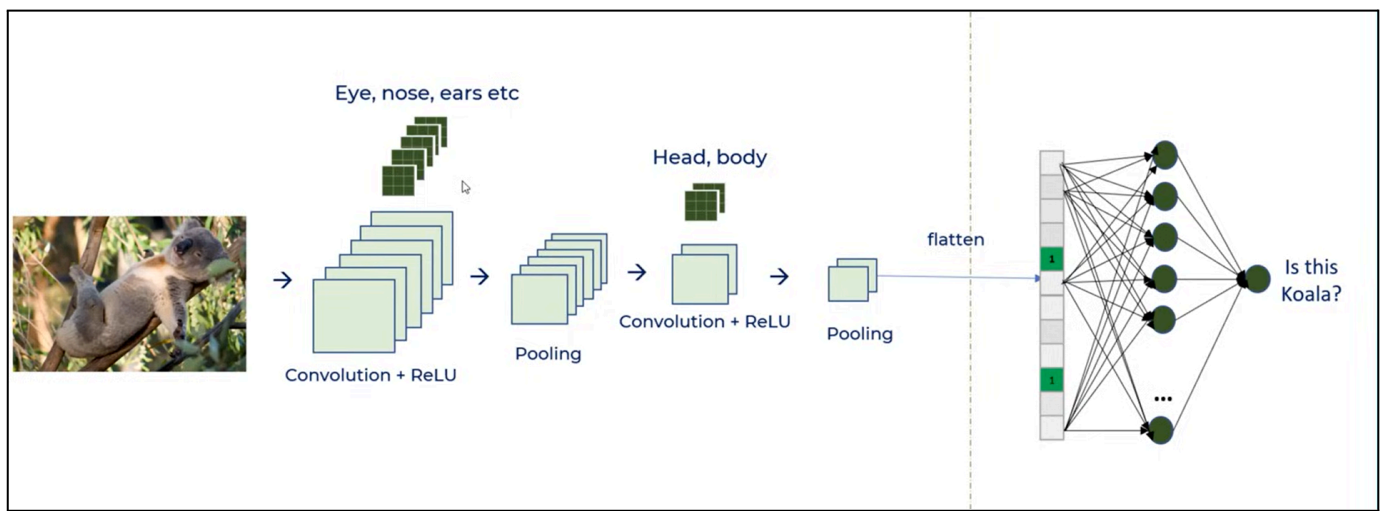 Eye, nose, ears etc
Head, body
flatten
Convolution + ReLU
Pooling
Convolution + ReLU
Pooling
1
1
...
Is this
Koala?